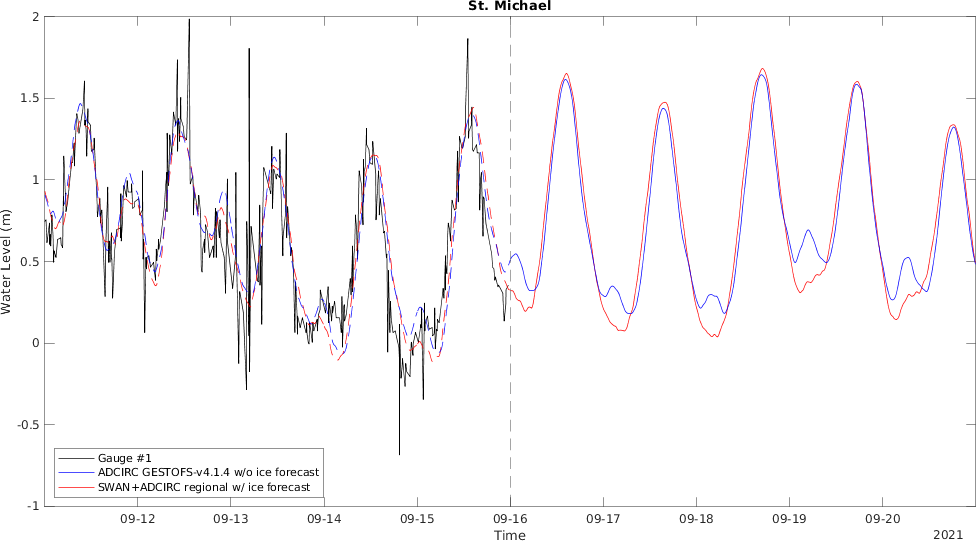 St. Michael
2
1.5
1
0.5
0
-0.5
-1
Water Level (m)
Gauge #1
ADCIRC GESTOFS-v4.1.4 w/o ice forecast
SWAN+ADCIRC regional w/ ice forecast
09-12 09-13 09-14 09-15 09-16 09-17 09-18 09-19 09-20
Time
2021